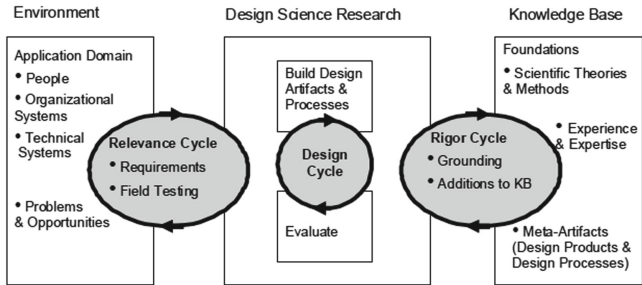 Environment
Design Science Research
Knowledge Base
Application Domain
• People
• Organizational
Systems
• Technical
Systems
• Problems
& Opportunities
Relevance Cycle
• Requirements
• Field Testing
Build Design
Artifacts &
Processes
Design
Cycle
Evaluate
Rigor Cycle
• Grounding
• Additions to KB
Foundations
• Scientific Theories
& Methods
• Experience
& Expertise
• Meta-Artifacts
(Design Products &
Design Processes)